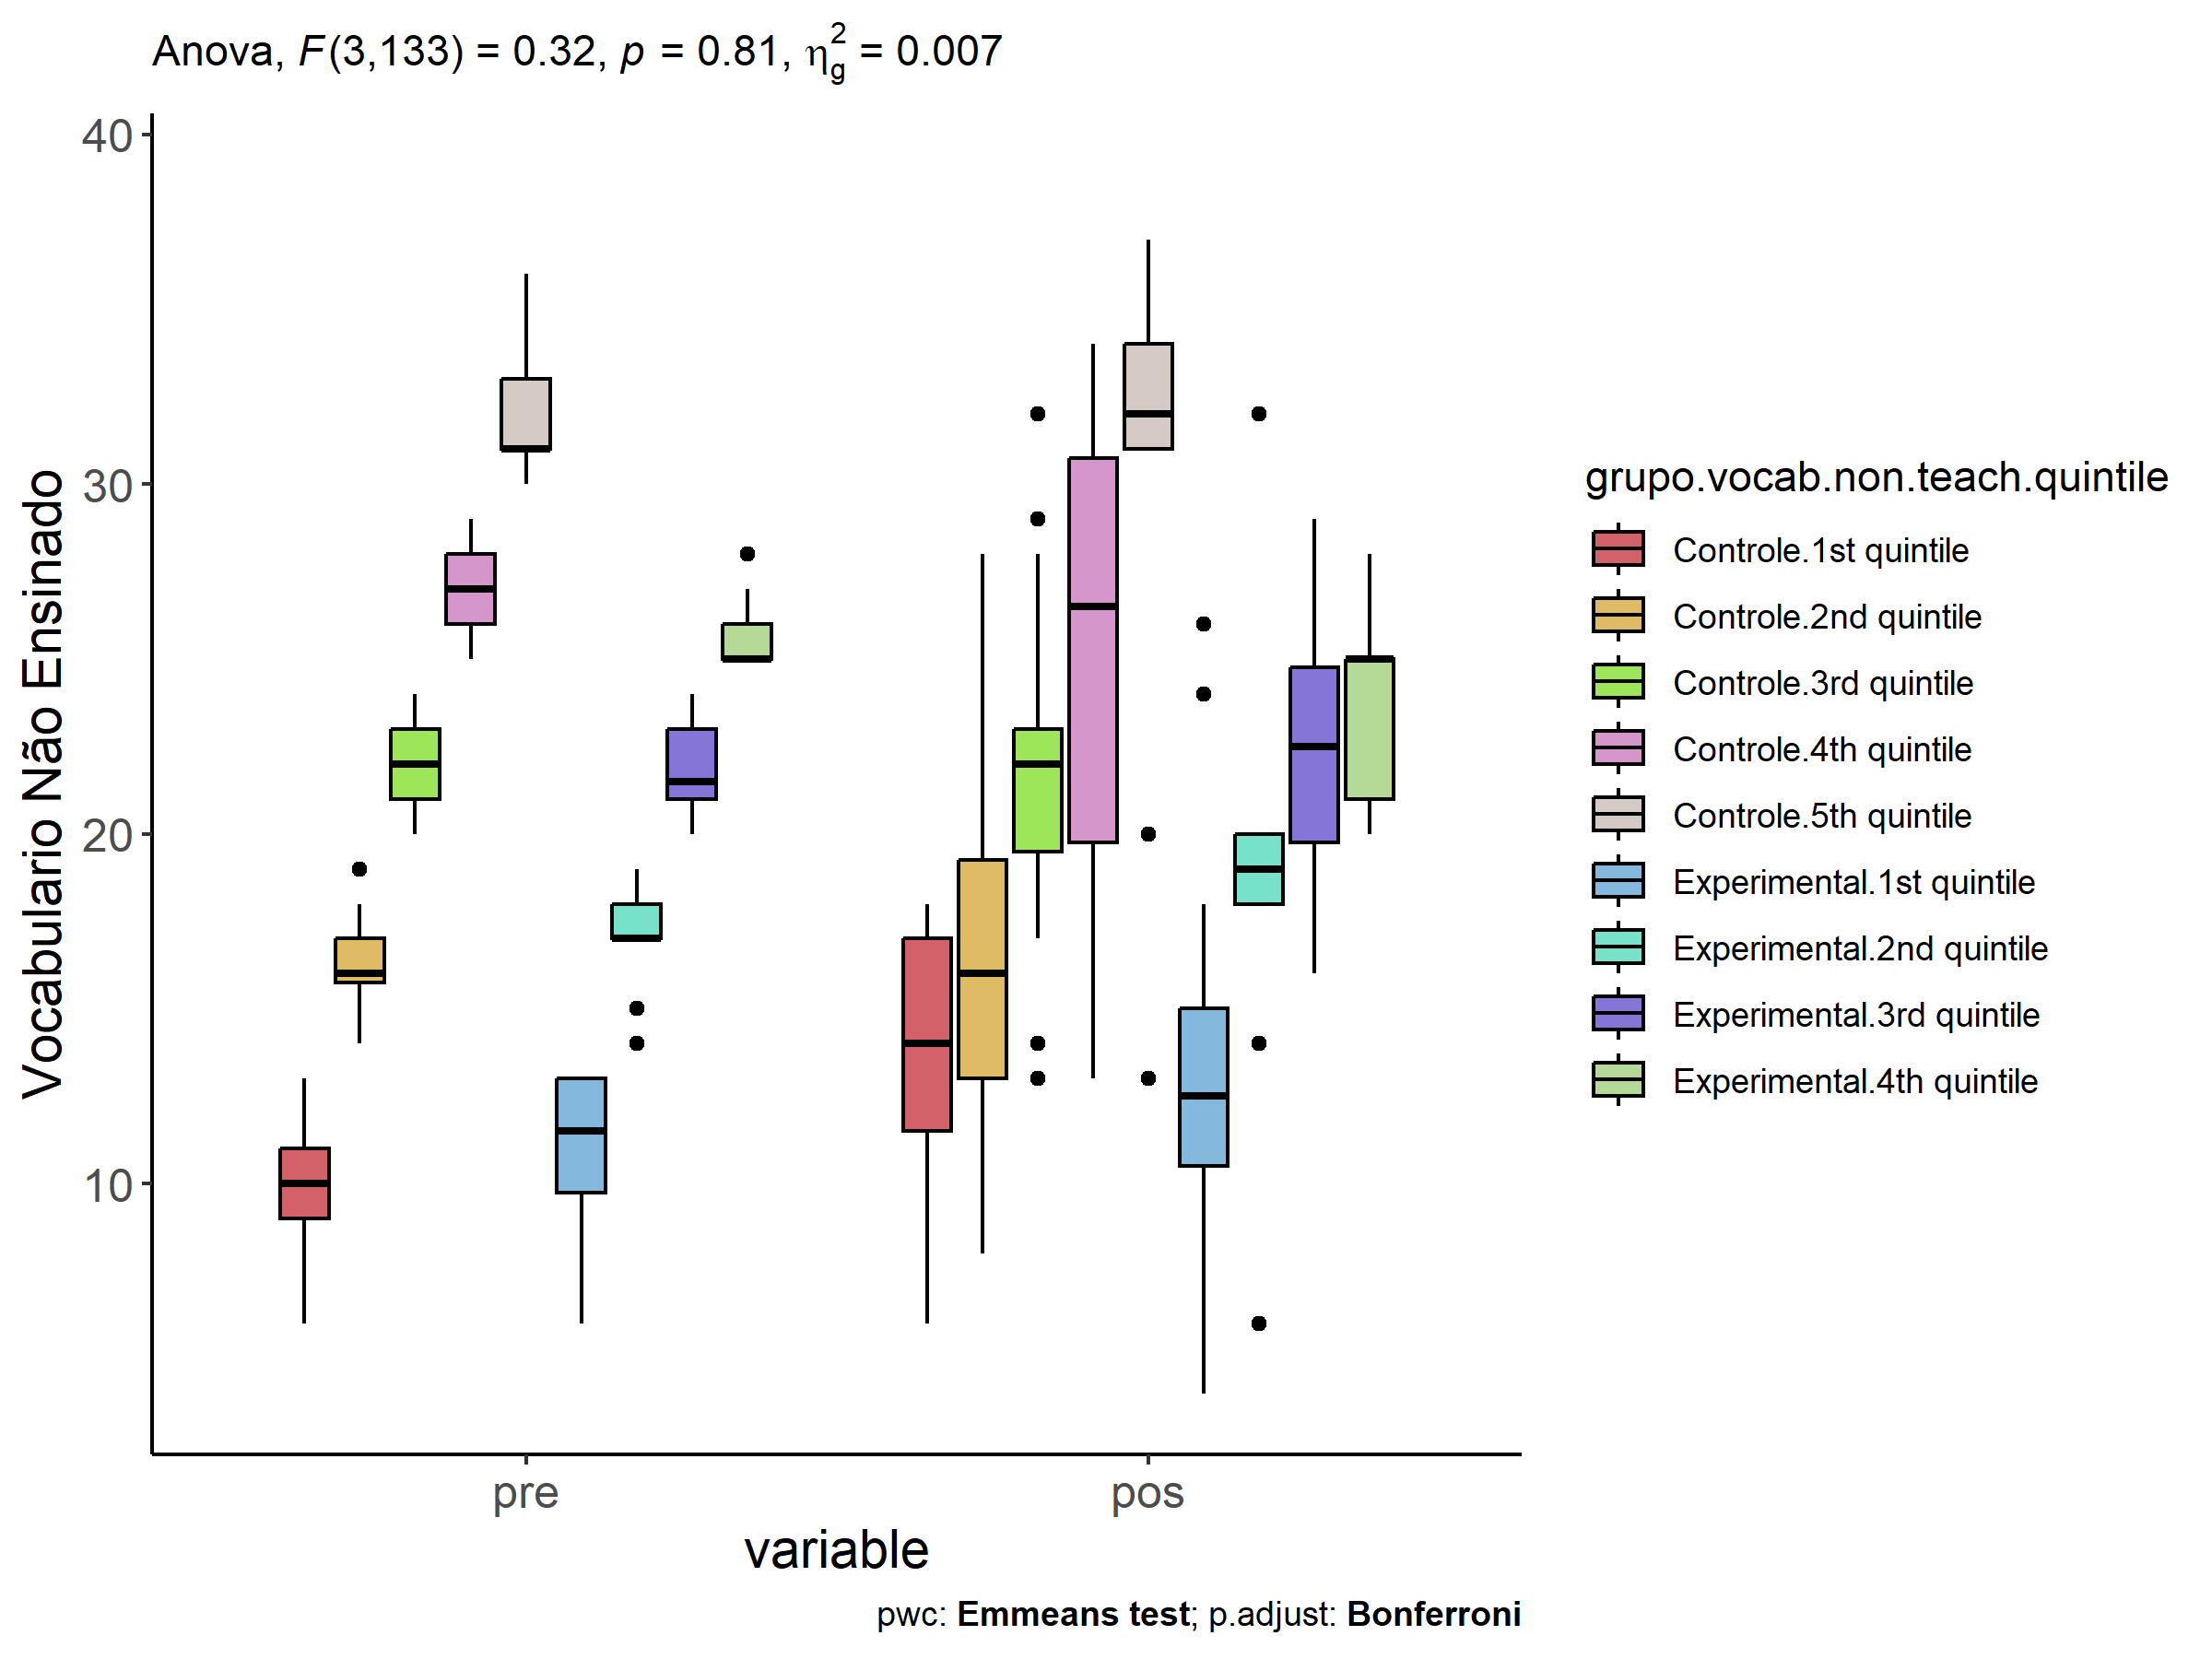 Anova, F(3,133) = 0.32, p = 0.81, η²g = 0.007
Vocabulario Não Ensinado
40
30
20
10
pre
pos
variable
grupo.vocab.non.teach.quintile
Controle.1st quintile
Controle.2nd quintile
Controle.3rd quintile
Controle.4th quintile
Controle.5th quintile
Experimental.1st quintile
Experimental.2nd quintile
Experimental.3rd quintile
Experimental.4th quintile
pwc: Emmeans test; p.adjust: Bonferroni